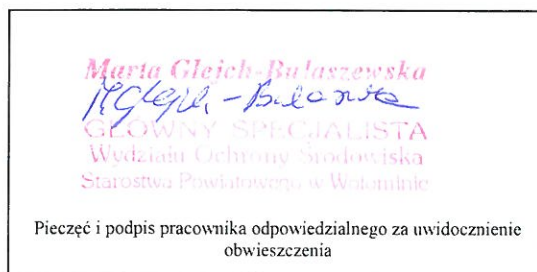 Marta Glejch-Bułaszewska
GŁÓWNY SPECJALISTA
Wydziału Ochrony Środowiska
Starostwa Powiatowego w Wołominie
Pieczęć i podpis pracownika odpowiedzialnego za uwidocznienie
obwieszczenia